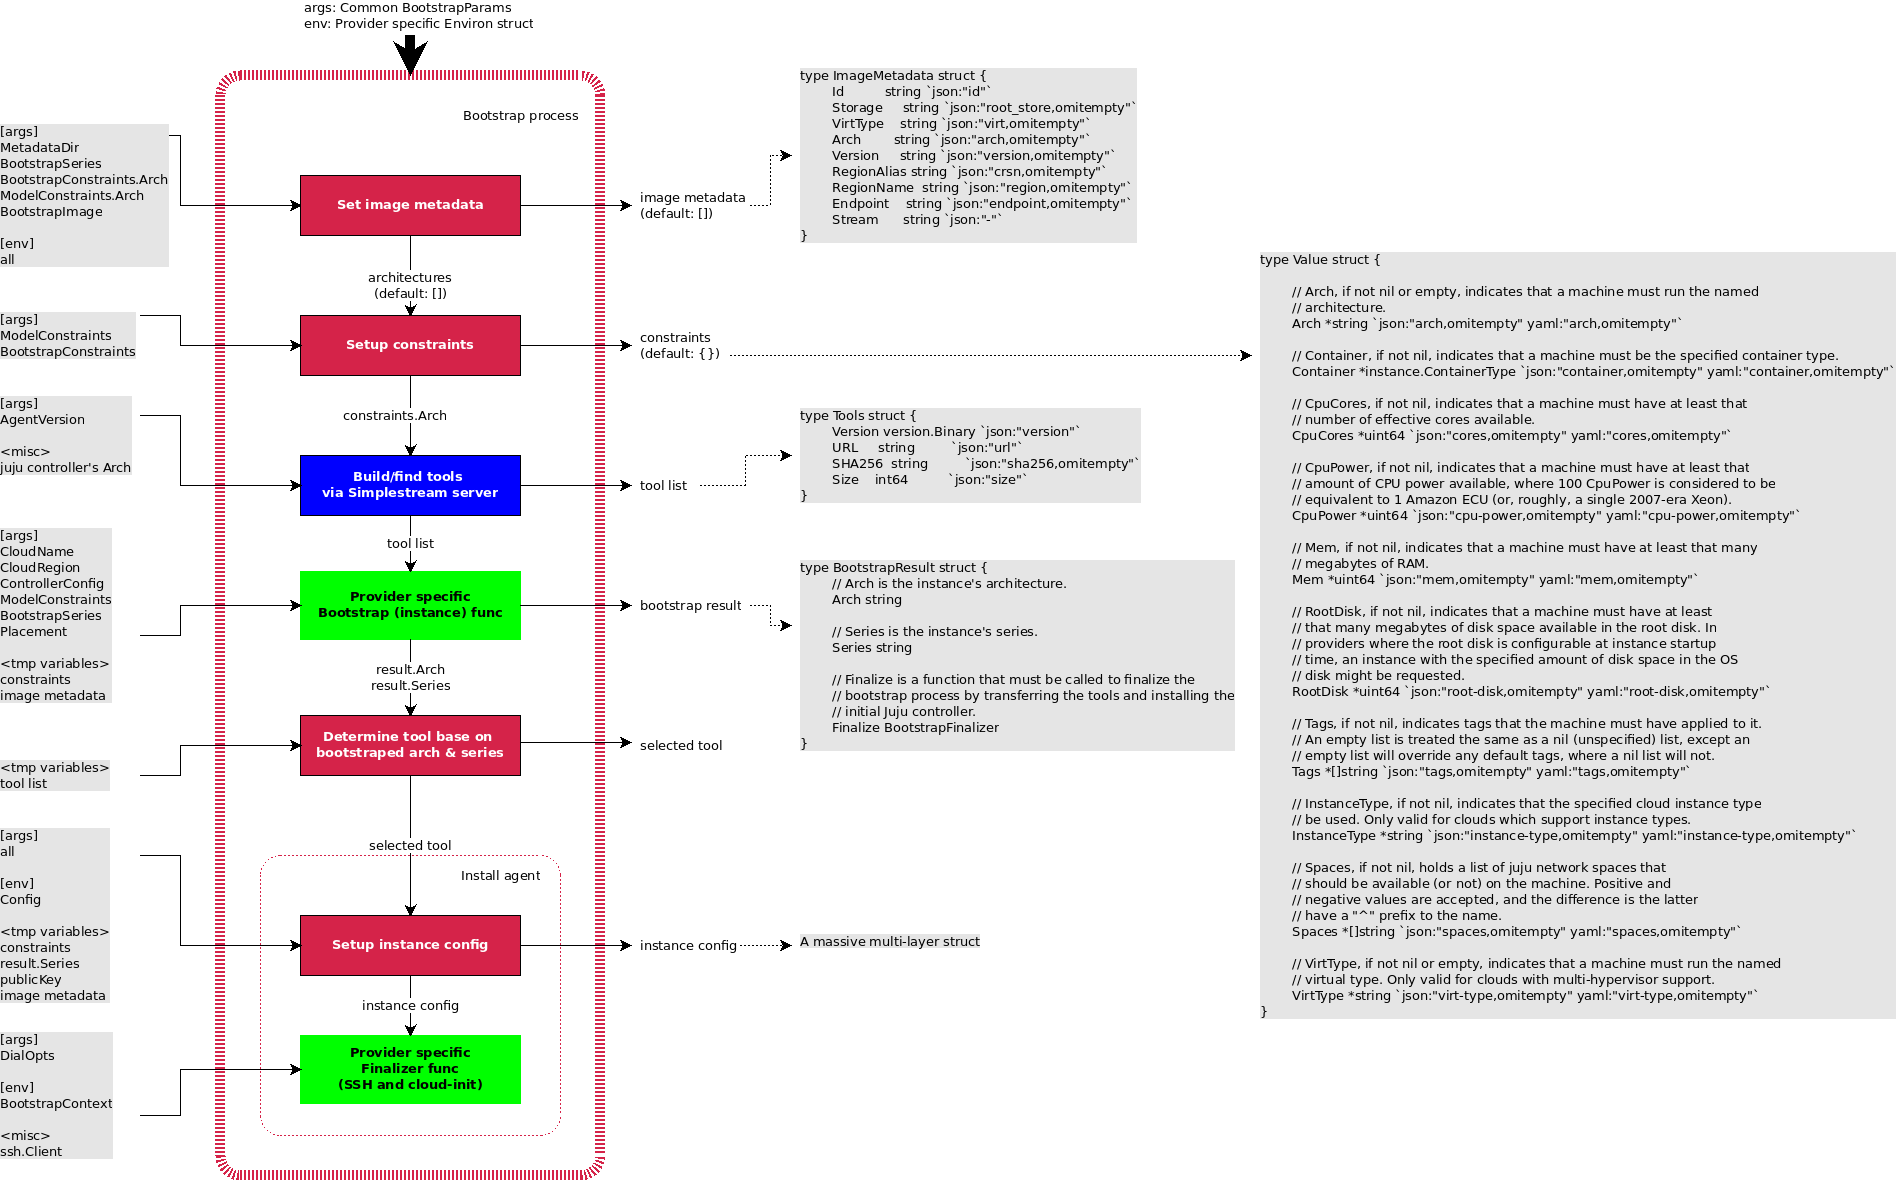 args: Common BootstrapParams
env: Provider specific Environ struct
Bootstrap process
[args]
MetadataDir
BootstrapSeries
BootstrapConstraints.Arch
ModelConstraints.Arch
BootstrapImage
[env]
all
Set image metadata
image metadata
(default: [])
type ImageMetadata struct {
Id string `json:"id"`
Storage string `json:"root_store,omitempty"`
VirtType string `json:"virt,omitempty"`
Arch string `json:"arch,omitempty"`
Version string `json:"version,omitempty"`
RegionAlias string `json:"crsn,omitempty"`
RegionName string `json:"region,omitempty"`
Endpoint string `json:"endpoint,omitempty"`
Stream string `json:"-"`
}
architectures
(default: [])
[args]
ModelConstraints
BootstrapConstraints
Setup constraints
constraints
(default: {})
type Value struct {
// Arch, if not nil or empty, indicates that a machine must run the named
// architecture.
Arch *string `json:"arch,omitempty" yaml:"arch,omitempty"`
// Container, if not nil, indicates that a machine must be the specified container type.
Container *instance.ContainerType `json:"container,omitempty" yaml:"container,omitempty"`
// CpuCores, if not nil, indicates that a machine must have at least that
// number of effective cores available.
CpuCores *uint64 `json:"cores,omitempty" yaml:"cores,omitempty"`
// CpuPower, if not nil, indicates that a machine must have at least that
// amount of CPU power available, where 100 CpuPower is considered to be
// equivalent to 1 Amazon ECU (or, roughly, a single 2007-era Xeon).
CpuPower *uint64 `json:"cpu-power,omitempty" yaml:"cpu-power,omitempty"`
// Mem, if not nil, indicates that a machine must have at least that many
// megabytes of RAM.
Mem *uint64 `json:"mem,omitempty" yaml:"mem,omitempty"`
// RootDisk, if not nil, indicates that a machine must have at least
// that many megabytes of disk space available in the root disk. In
// providers where the root disk is configurable at instance startup
// time, an instance with the specified amount of disk space in the OS
// disk might be requested.
RootDisk *uint64 `json:"root-disk,omitempty" yaml:"root-disk,omitempty"`
// Tags, if not nil, indicates tags that the machine must have applied to it.
// An empty list is treated the same as a nil (unspecified) list, except an
// empty list will override any default tags, where a nil list will not.
Tags *[]string `json:"tags,omitempty" yaml:"tags,omitempty"`
// InstanceType, if not nil, indicates that the specified cloud instance type
// be used. Only valid for clouds which support instance types.
InstanceType *string `json:"instance-type,omitempty" yaml:"instance-type,omitempty"`
// Spaces, if not nil, holds a list of juju network spaces that
// should be available (or not) on the machine. Positive and
// negative values are accepted, and the difference is the latter
// have a "^" prefix to the name.
Spaces *[]string `json:"spaces,omitempty" yaml:"spaces,omitempty"`
// VirtType, if not nil or empty, indicates that a machine must run the named
// virtual type. Only valid for clouds with multi-hypervisor support.
VirtType *string `json:"virt-type,omitempty" yaml:"virt-type,omitempty"`
}
constraints.Arch
[args]
AgentVersion
<misc>
juju controller's Arch
Build/find tools
via Simplestream server
tool list
type Tools struct {
Version version.Binary `json:"version"`
URL string `json:"url"`
SHA256 string `json:"sha256,omitempty"`
Size int64 `json:"size"`
}
tool list
[args]
CloudName
CloudRegion
ControllerConfig
ModelConstraints
BootstrapSeries
Placement
<tmp variables>
constraints
image metadata
Provider specific
Bootstrap (instance) func
bootstrap result
type BootstrapResult struct {
// Arch is the instance's architecture.
Arch string
// Series is the instance's series.
Series string
// Finalize is a function that must be called to finalize the
// bootstrap process by transferring the tools and installing the
// initial Juju controller.
Finalize BootstrapFinalizer
}
result.Arch
result.Series
<tmp variables>
tool list
Determine tool base on
bootstraped arch & series
selected tool
selected tool
Install agent
[args]
all
[env]
Config
<tmp variables>
constraints
result.Series
publicKey
image metadata
Setup instance config
instance config
A massive multi-layer struct
instance config
[args]
DialOpts
[env]
BootstrapContext
<misc>
ssh.Client
Provider specific
Finalizer func
(SSH and cloud-init)